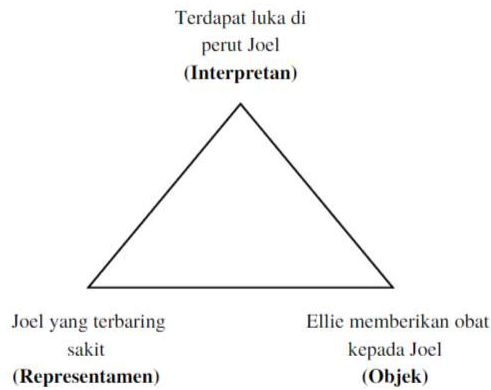 Terdapat luka di
perut Joel
(Interpretan)
Joel yang terbaring
sakit
(Representamen)
Ellie memberikan obat
kepada Joel
(Objek)